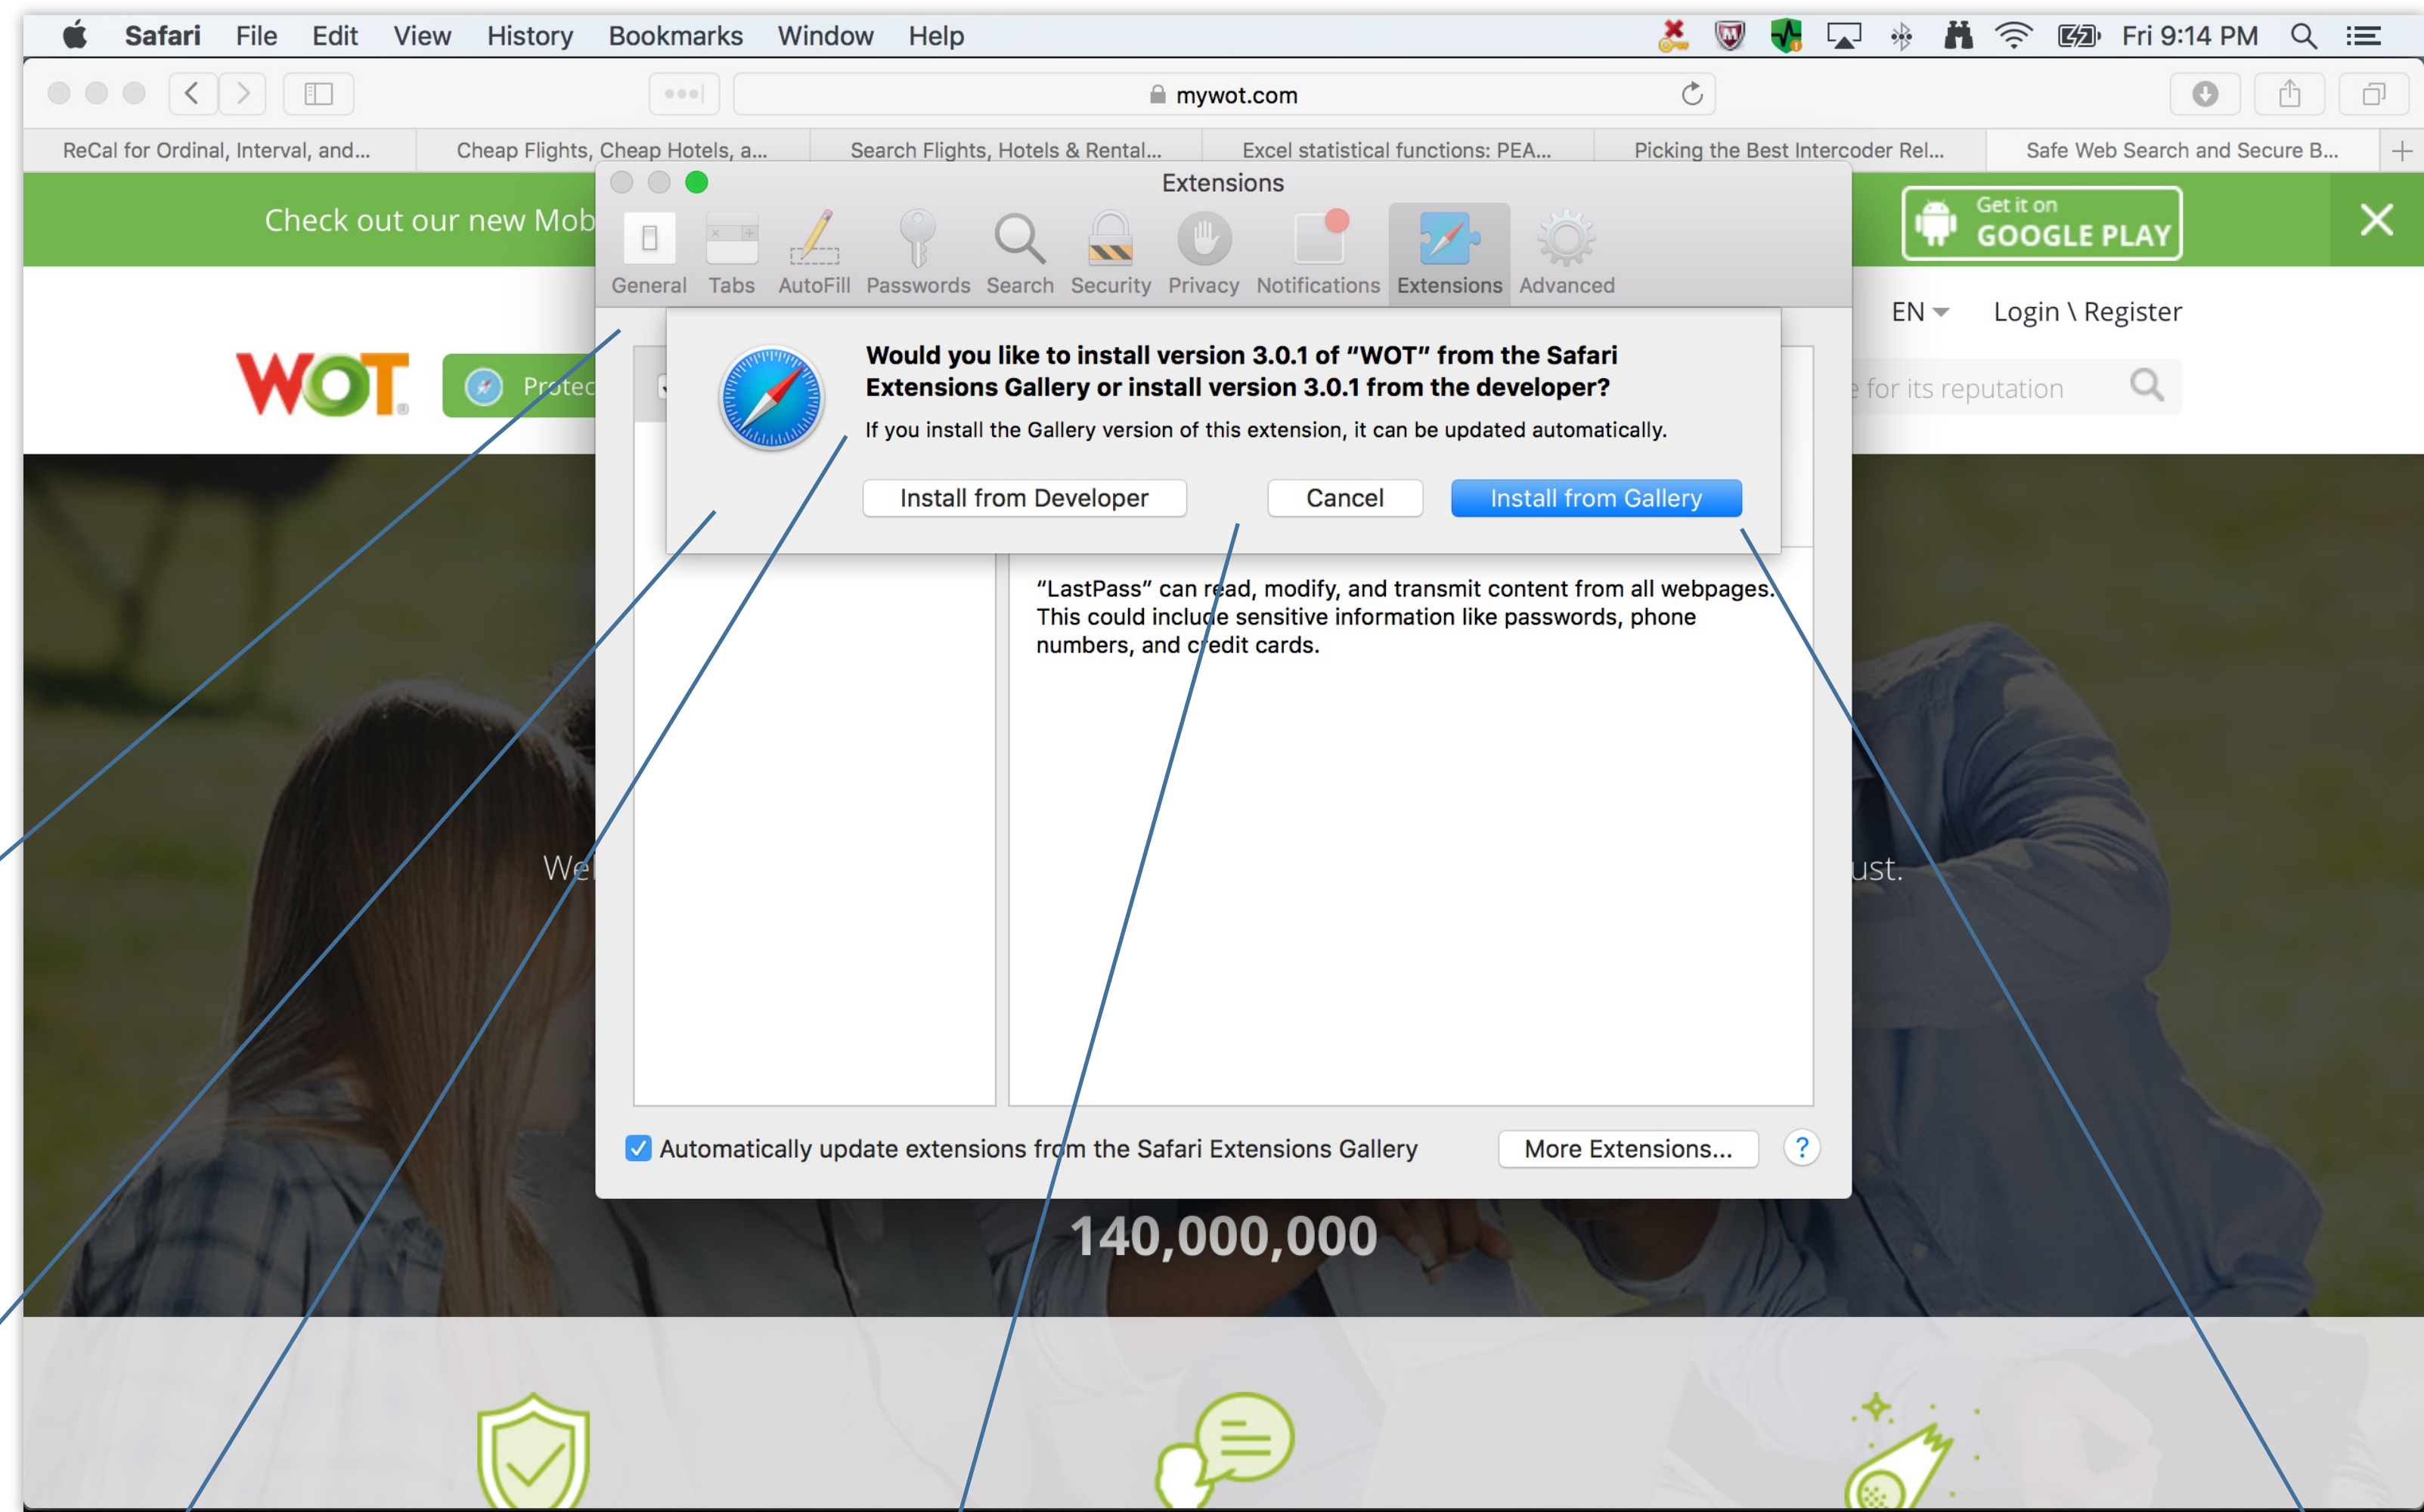 Safari File Edit View History Bookmarks Window Help Fri 9:14 PM
mywot.com
ReCal for Ordinal, Interval, and... Cheap Flights, Cheap Hotels, a... Search Flights, Hotels & Rental... Excel statistical functions: PEA... Picking the Best Intercoder Rel... Safe Web Search and Secure B...
Extensions
Check out our new Mob
Get it on
GOOGLE PLAY
General Tabs AutoFill Passwords Search Security Privacy Notifications Extensions Advanced
EN Login \ Register
WOT
Protec
for its reputation
Would you like to install version 3.0.1 of “WOT” from the Safari
Extensions Gallery or install version 3.0.1 from the developer?
If you install the Gallery version of this extension, it can be updated automatically.
Install from Developer Cancel Install from Gallery
“LastPass” can read, modify, and transmit content from all webpages.
This could include sensitive information like passwords, phone
numbers, and credit cards.
Wel
ust.
Automatically update extensions from the Safari Extensions Gallery More Extensions... ?
140,000,000